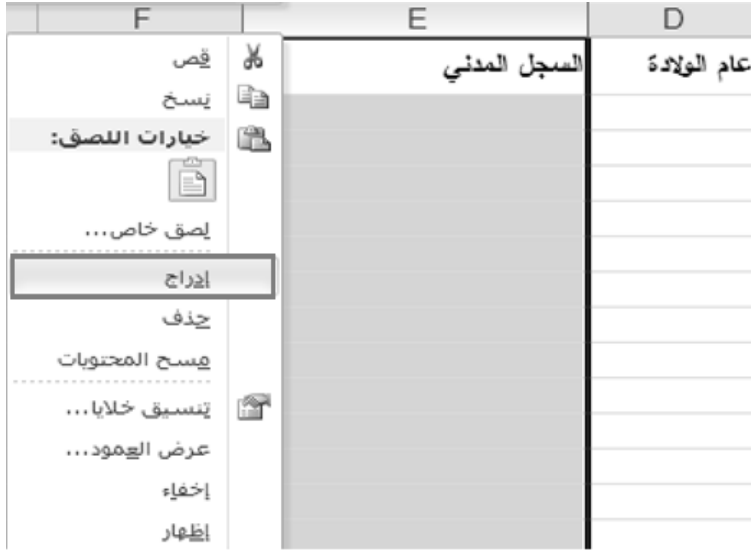 D E F
عام الولادة السجل المدني
قص
نسخ
خيارات اللصق:
لصق خاص...
إدراج
حذف
مسح المحتويات
تنسيق خلايا...
عرض العمود...
إخفاء
إظهار